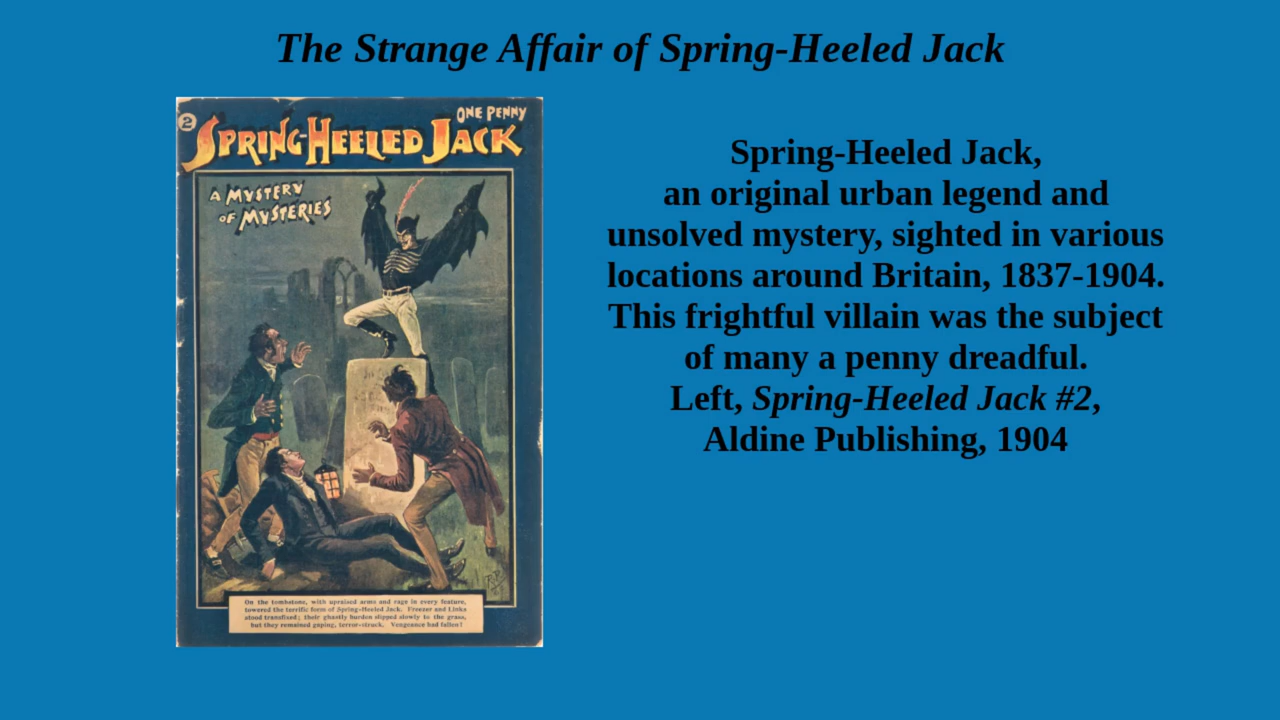 The Strange Affair of Spring-Heeled Jack
2
ONE PENNY
SPRING-HEELED JACK
A MYSTERY
OF MYSTERIES
On the tombstone, with upraised arms and rage in every feature,
towered the terrific form of Spring-Heeled Jack. Freezer and Links
stood transfixed; their ghastly burden slipped slowly to the grass,
but they remained gaping, terror-struck. Vengeance had fallen!
Spring-Heeled Jack,
an original urban legend and
unsolved mystery, sighted in various
locations around Britain, 1837-1904.
This frightful villain was the subject
of many a penny dreadful.
Left, Spring-Heeled Jack #2,
Aldine Publishing, 1904